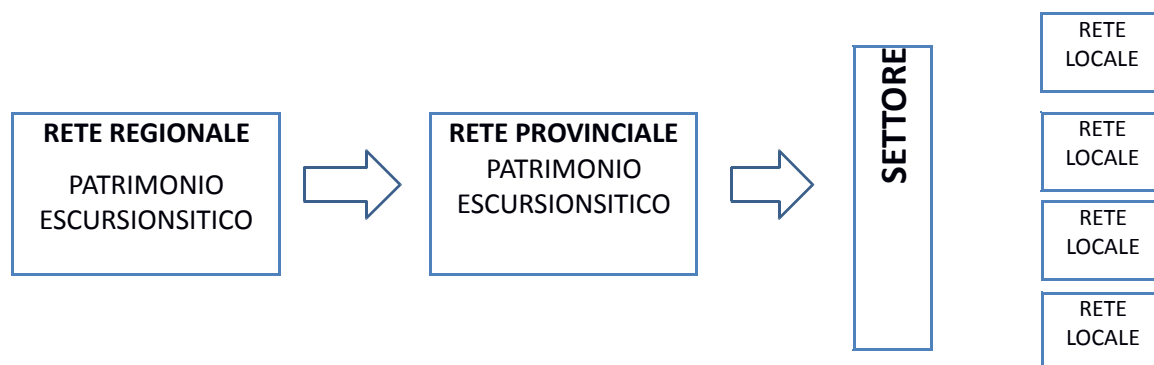 RETE REGIONALE
PATRIMONIO
ESCURSIONSITICO
RETE PROVINCIALE
PATRIMONIO
ESCURSIONSITICO
SETTORE
RETE
LOCALE
RETE
LOCALE
RETE
LOCALE
RETE
LOCALE